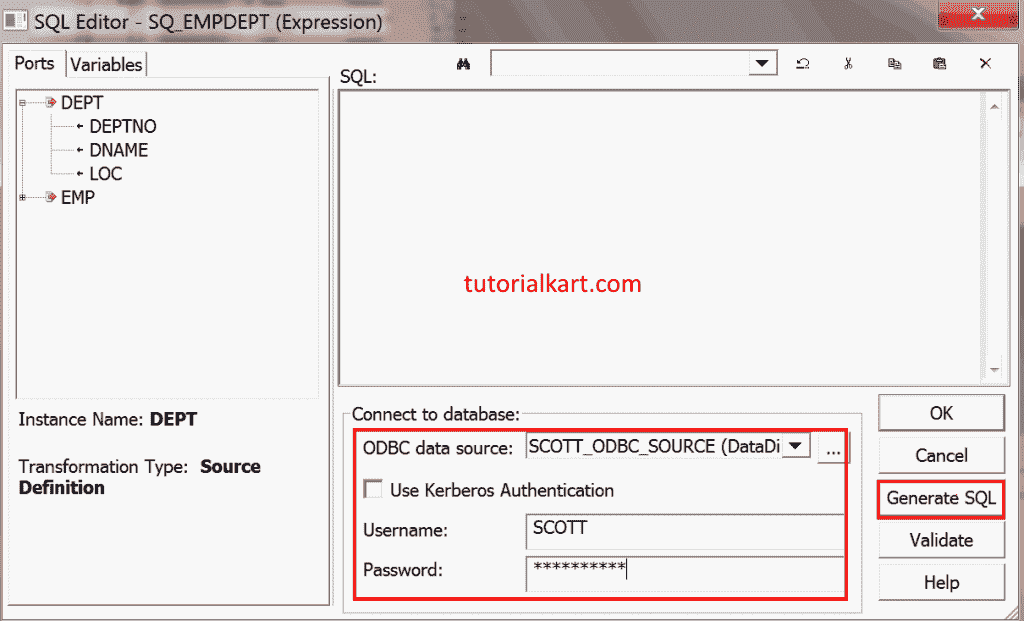 SQL Editor - SQ_EMPDEPT (Expression)
Ports
Variables
DEPT
DEPTNO
DNAME
LOC
EMP
Instance Name: DEPT
Transformation Type: Source
Definition
SQL:
tutorialkart.com
Connect to database:
ODBC data source: SCOTT_ODBC_SOURCE (DataDi ...
Use Kerberos Authentication
Username: SCOTT
Password: **********
OK
Cancel
Generate SQL
Validate
Help